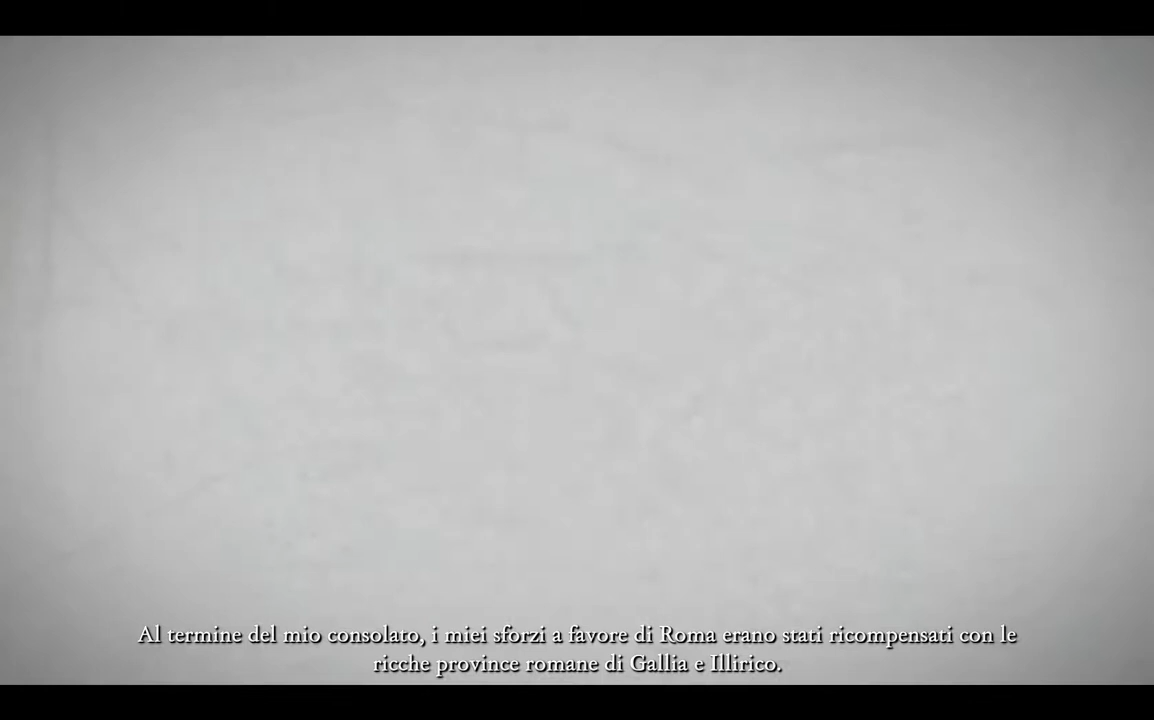 Al termine del mio consolato, i miei sforzi a favore di Roma erano stati ricompensati con le
ricche province romane di Gallia e Illirico.